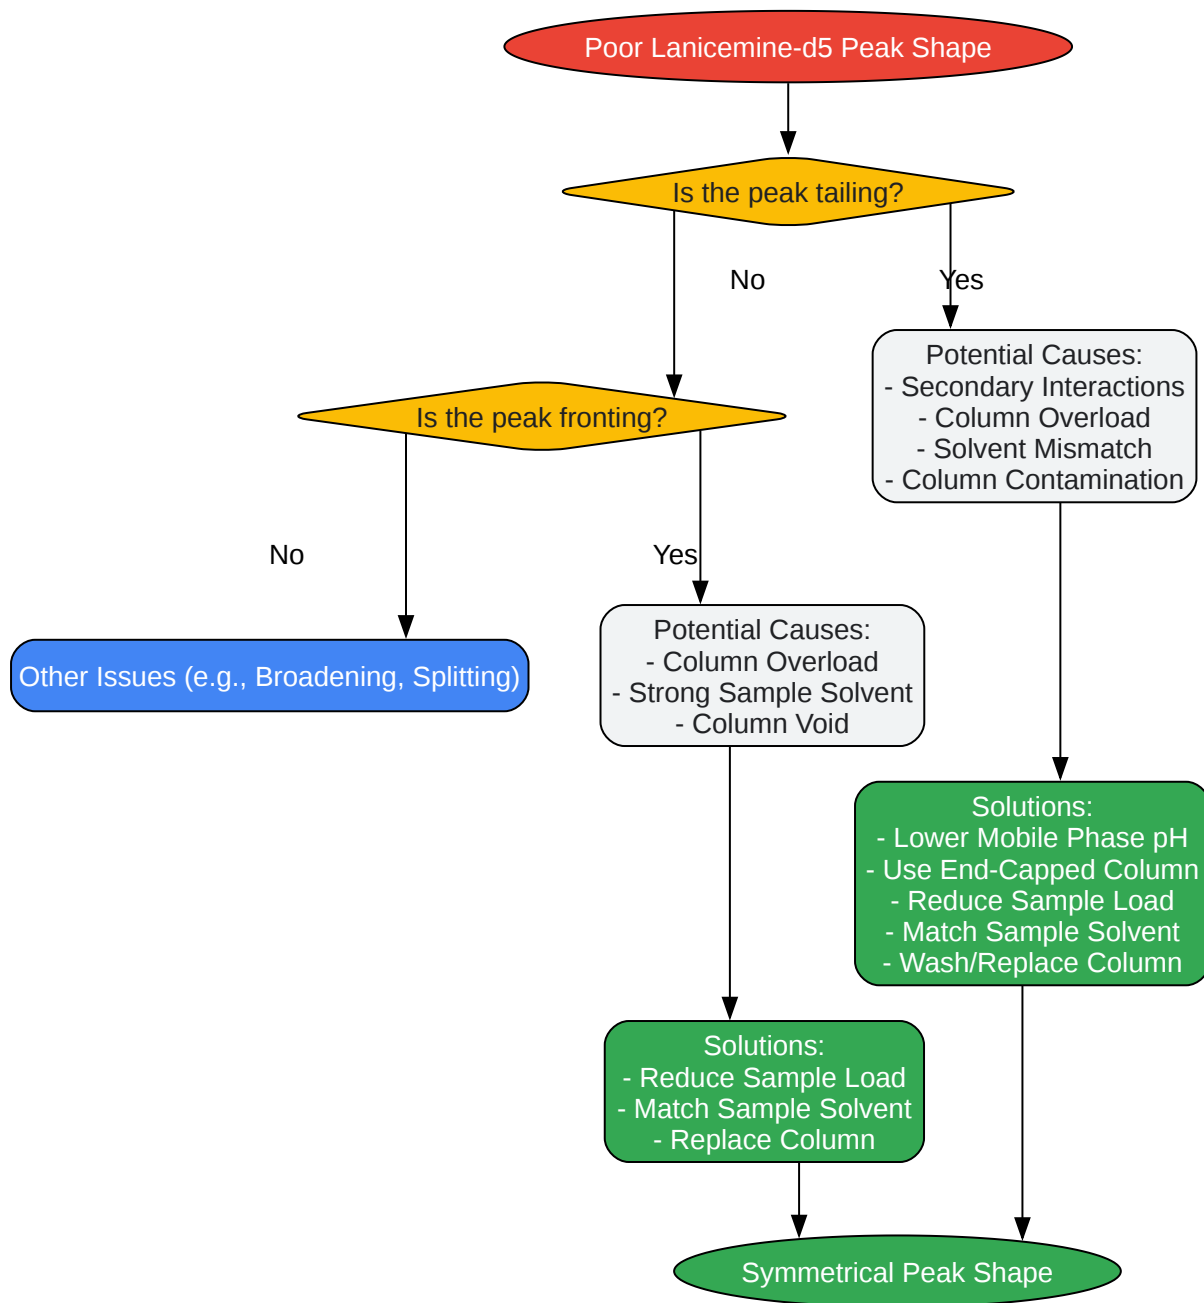 Poor Lanicemine-d5 Peak Shape
Is the peak tailing?
No
Yes
Potential Causes:
- Secondary Interactions
- Column Overload
- Solvent Mismatch
- Column Contamination
Is the peak fronting?
No
Yes
Potential Causes:
- Column Overload
- Strong Sample Solvent
- Column Void
Other Issues (e.g., Broadening, Splitting)
Solutions:
- Lower Mobile Phase pH
- Use End-Capped Column
- Reduce Sample Load
- Match Sample Solvent
- Wash/Replace Column
Solutions:
- Reduce Sample Load
- Match Sample Solvent
- Replace Column
Symmetrical Peak Shape